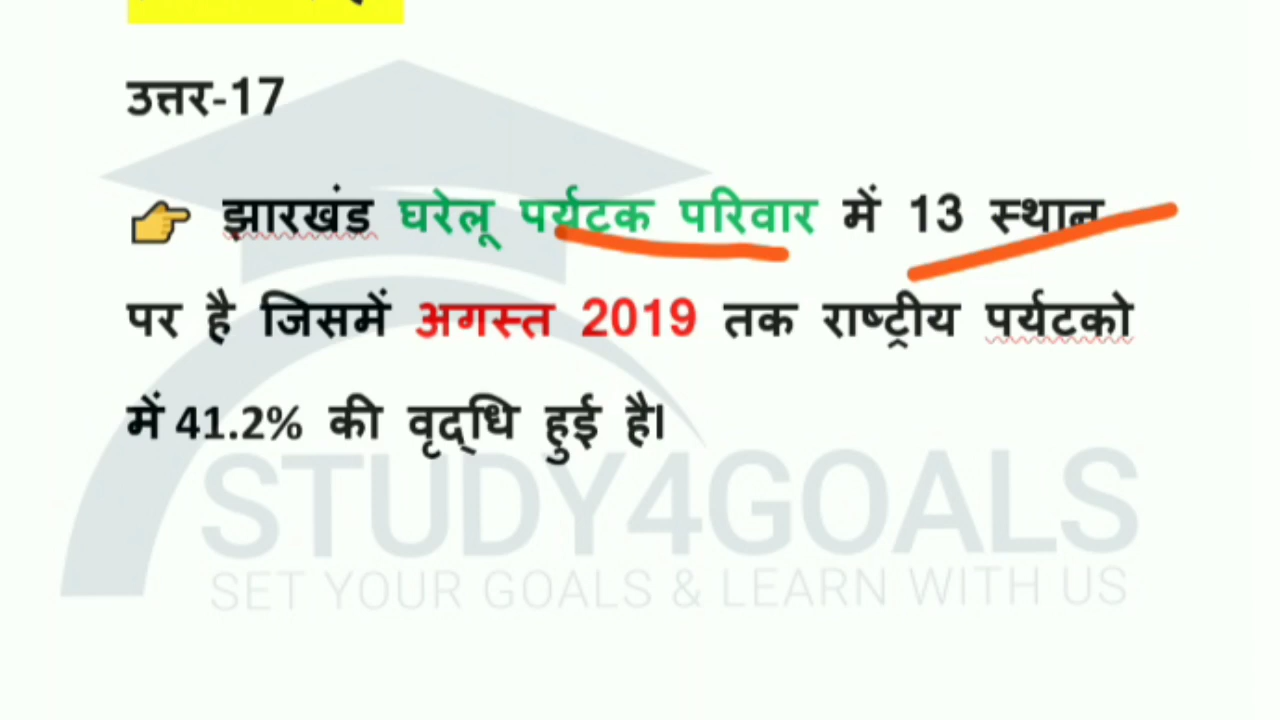 उत्तर-17
👉 झारखंड घरेलू पर्यटक परिवार में 13 स्थान
पर है जिसमें अगस्त 2019 तक राष्ट्रीय पर्यटको
में 41.2% की वृद्धि हुई है।
STUDY4GOALS
SET YOUR GOALS & LEARN WITH US